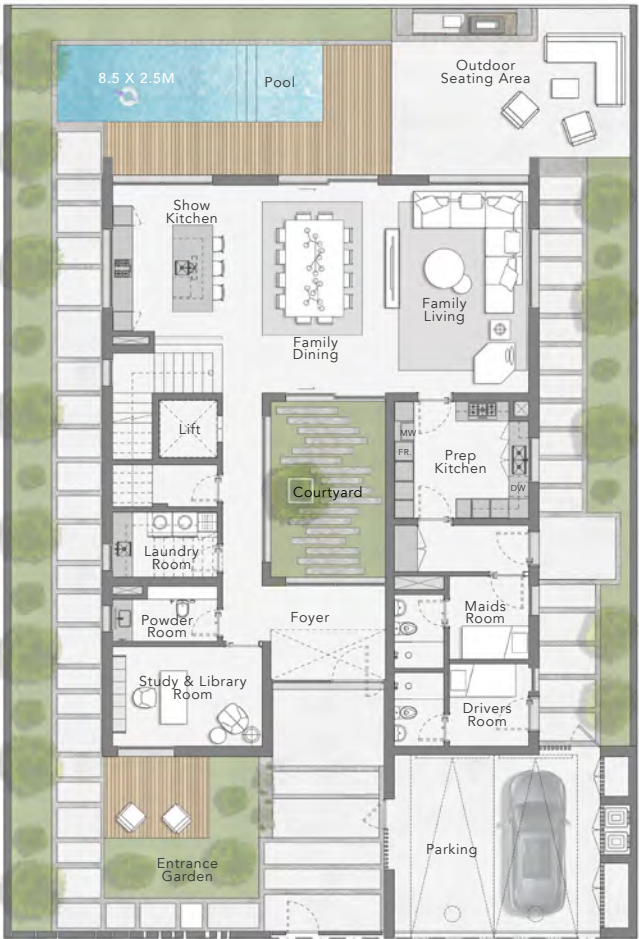 8.5 X 2.5M
Pool
Outdoor
Seating Area
Show
Kitchen
Family
Dining
Family
Living
Lift
MW
FR.
Prep
Kitchen
DW
Courtyard
Laundry
Room
Powder
Room
Foyer
Maids
Room
Study & Library
Room
Drivers
Room
Parking
Entrance
Garden